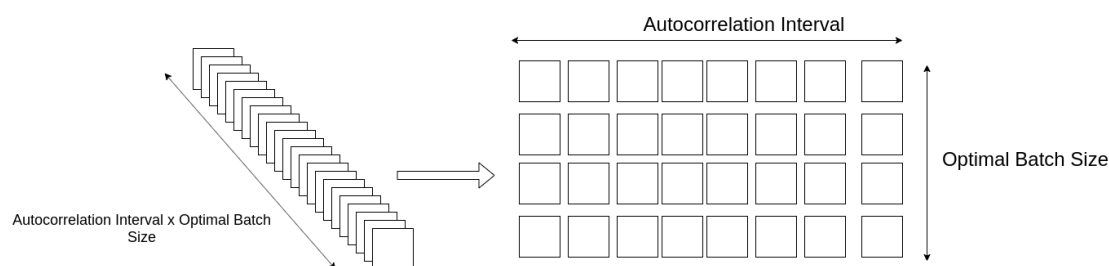 Autocorrelation Interval
Optimal Batch Size
Autocorrelation Interval x Optimal Batch
Size